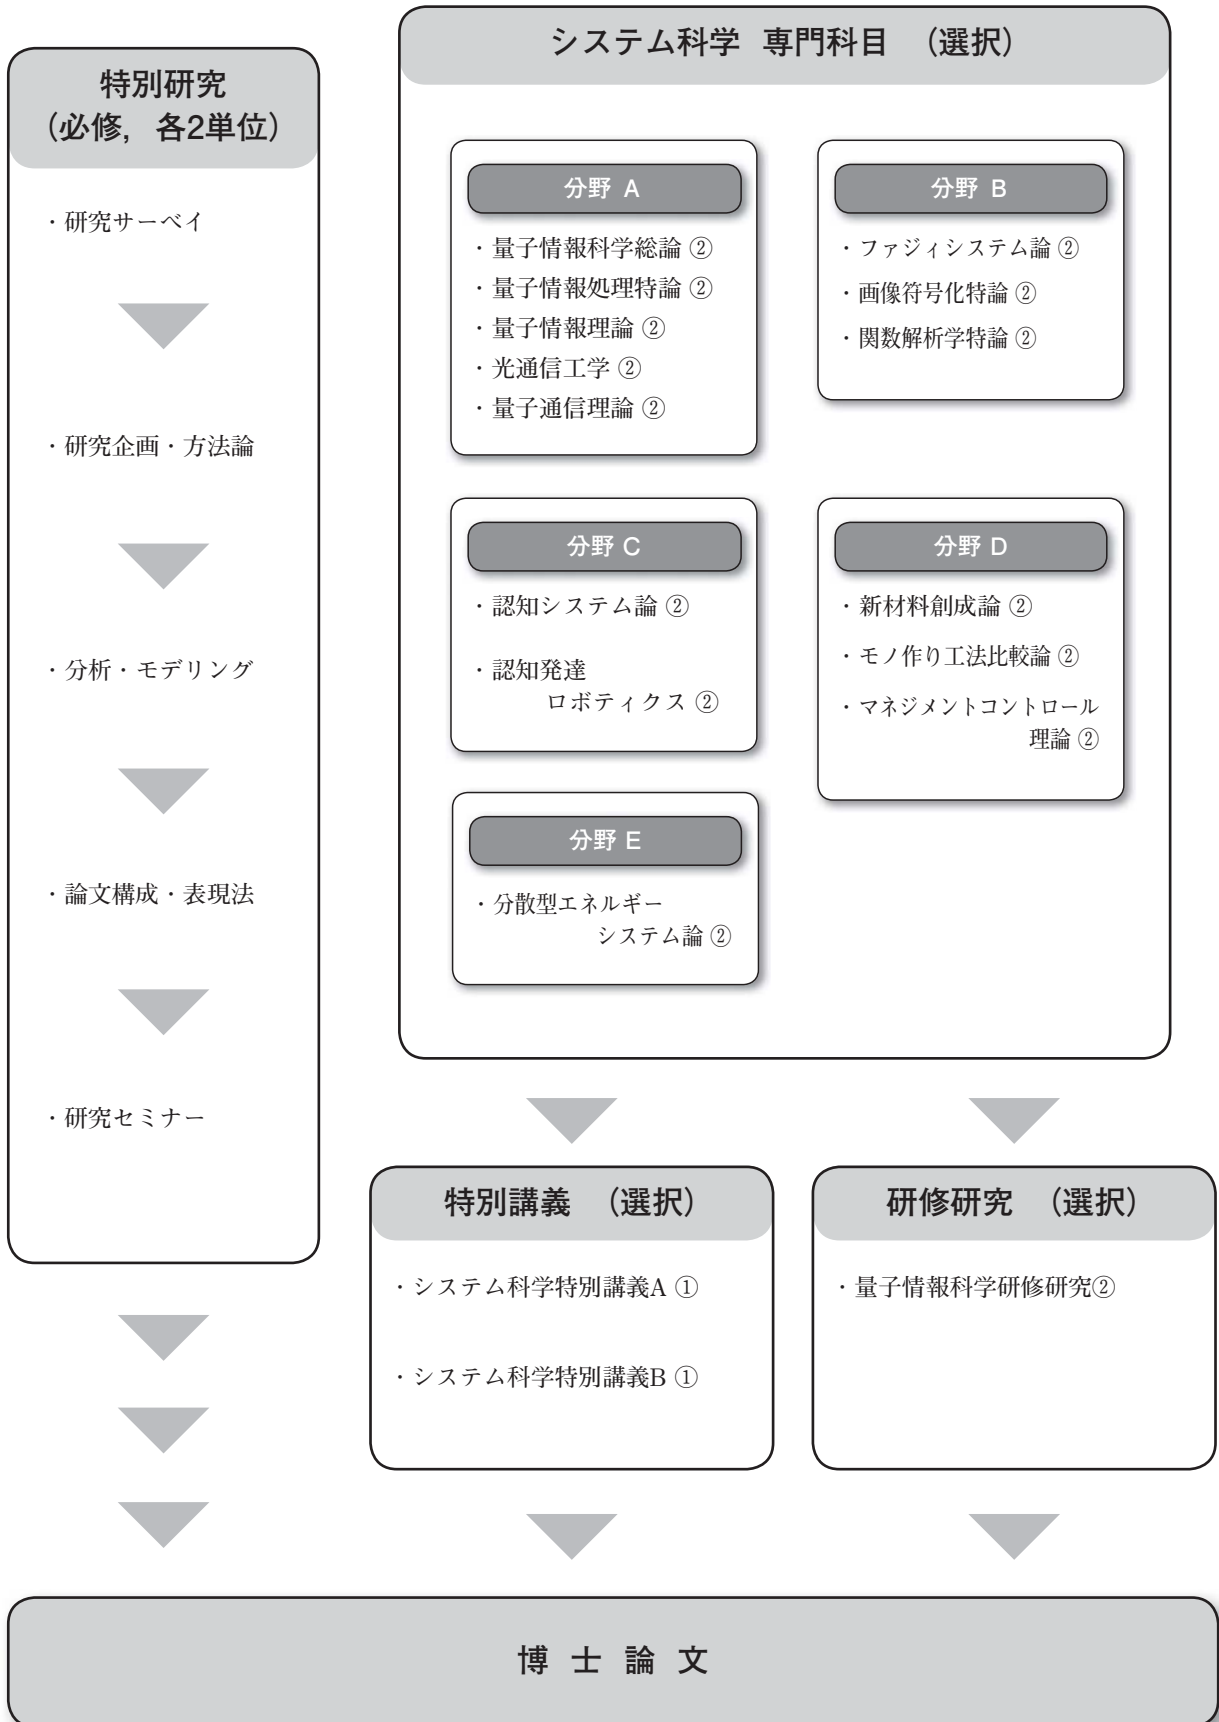 特別研究
（必修，各2単位）
・研究サーベイ
・研究企画・方法論
・分析・モデリング
・論文構成・表現法
・研究セミナー
システム科学 専門科目 （選択）
分野 A
・量子情報科学総論 ②
・量子情報処理特論 ②
・量子情報理論 ②
・光通信工学 ②
・量子通信理論 ②
分野 B
・ファジィシステム論 ②
・画像符号化特論 ②
・関数解析学特論 ②
分野 C
・認知システム論 ②
・認知発達
ロボティクス ②
分野 D
・新材料創成論 ②
・モノ作り工法比較論 ②
・マネジメントコントロール
理論 ②
分野 E
・分散型エネルギー
システム論 ②
特別講義 （選択）
・システム科学特別講義A ①
・システム科学特別講義B ①
研修研究 （選択）
・量子情報科学研修研究②
博 士 論 文